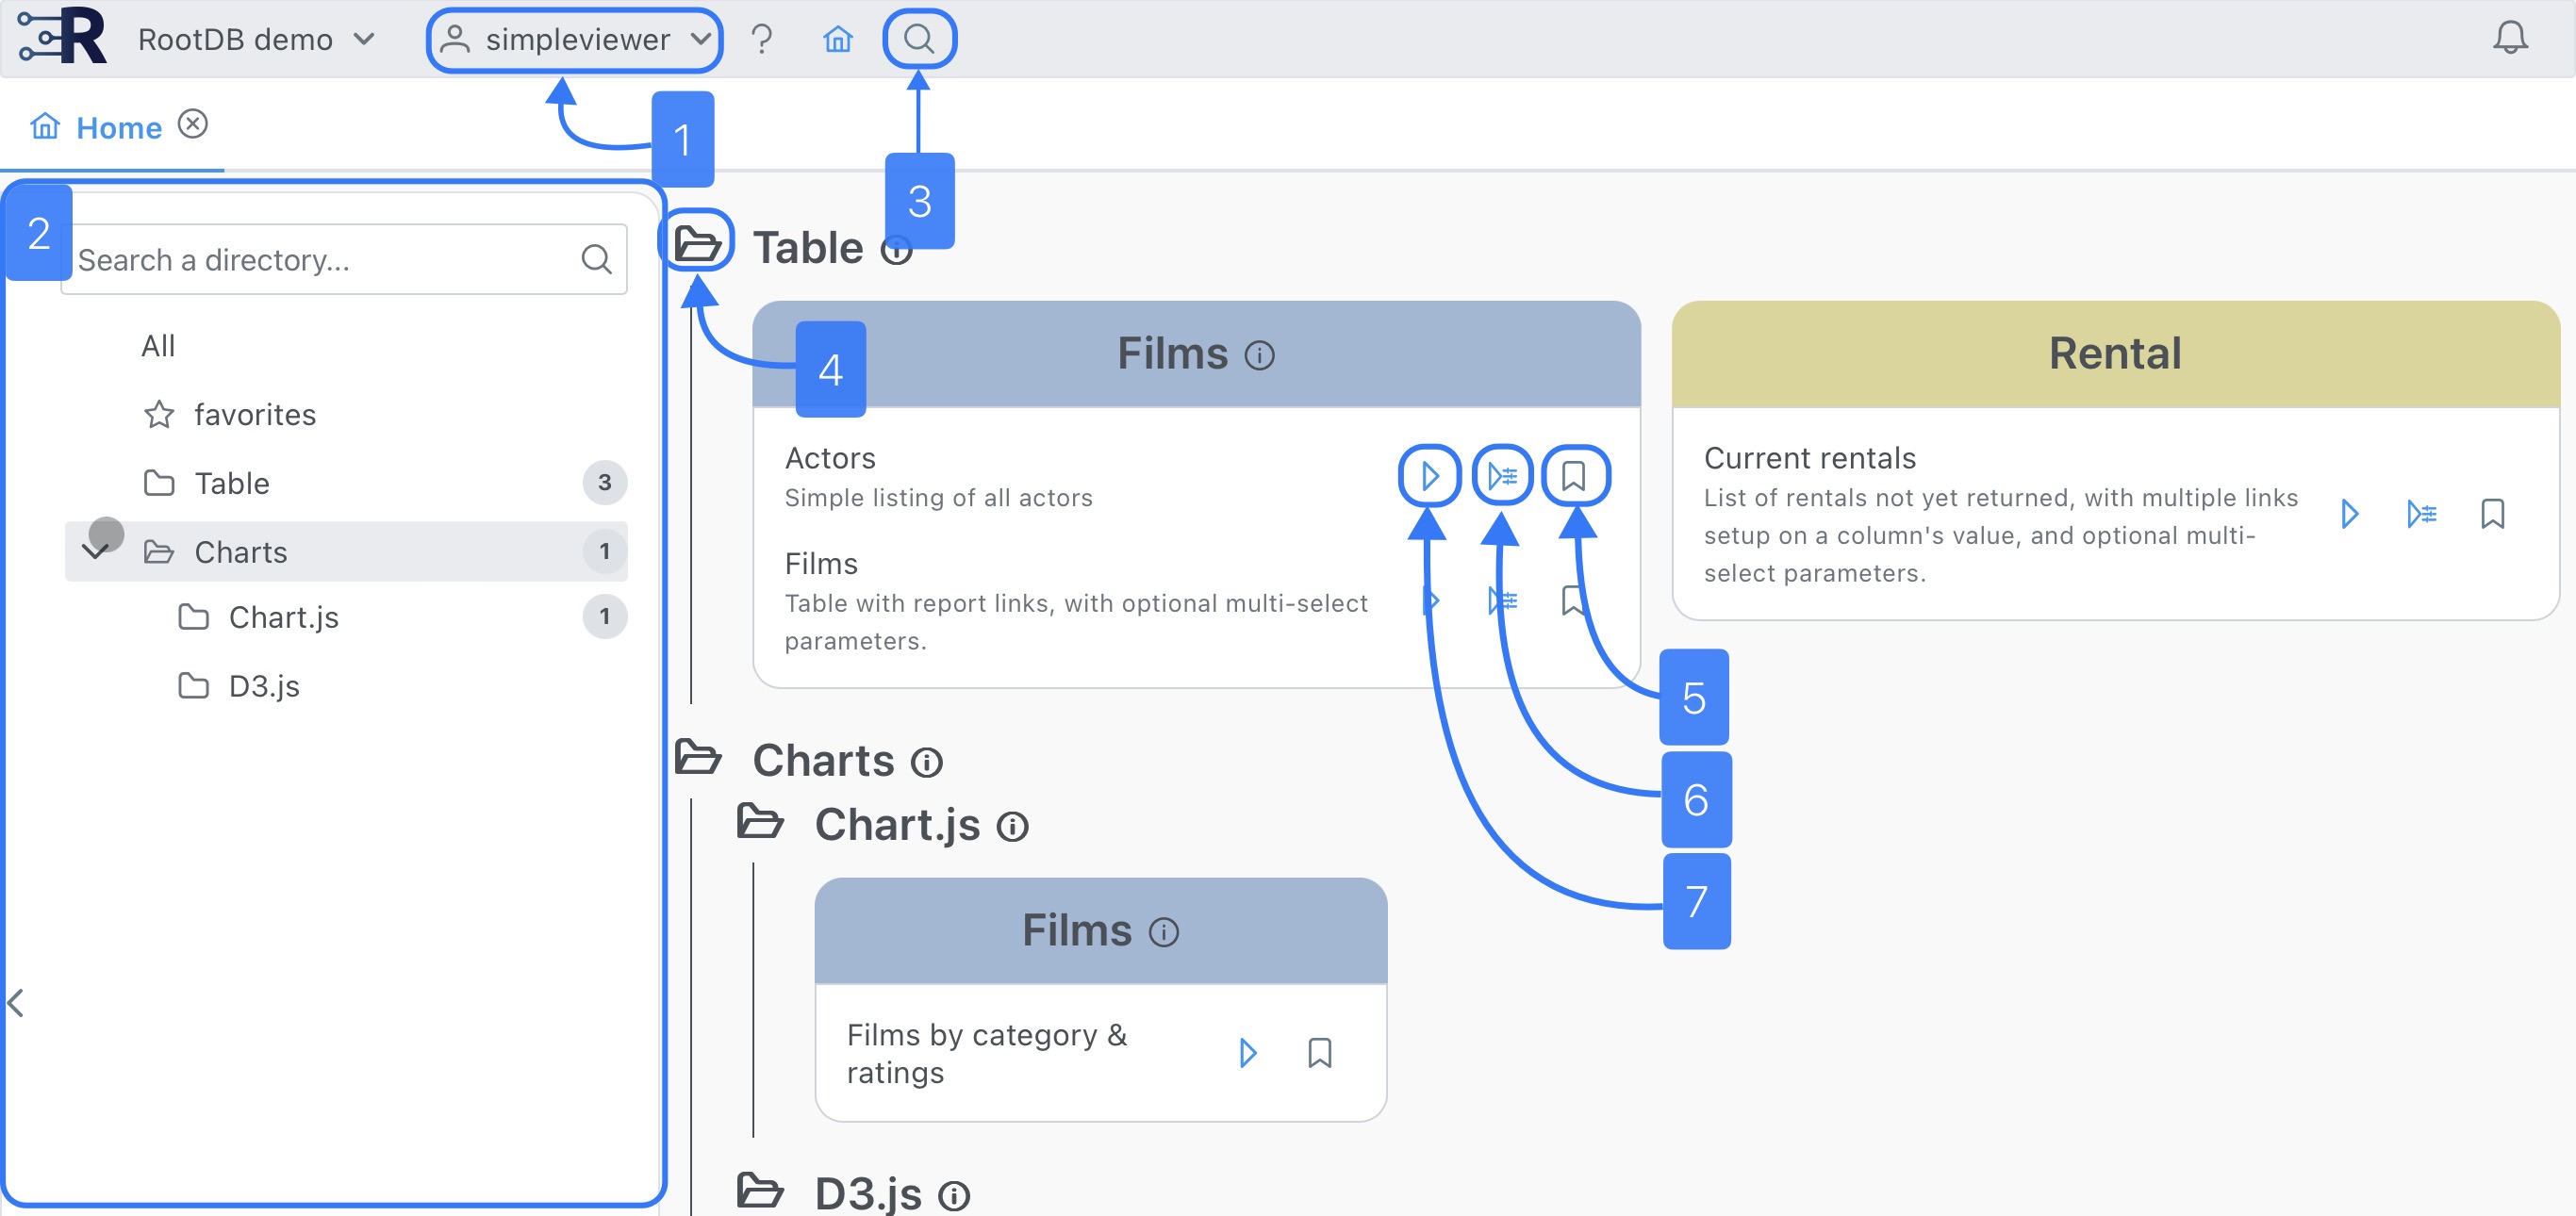 R RootDB demo simpleviewer ?
Home
1
3
2
Search a directory...
All
favorites
Table 3
Charts 1
Chart.js 1
D3.js
Table
4
Films
Actors
Simple listing of all actors
Films
Table with report links, with optional multi-select
parameters.
Rental
Current rentals
List of rentals not yet returned, with multiple links
setup on a column's value, and optional multi-
select parameters.
5
6
7
Charts
Chart.js
Films
Films by category &
ratings
D3.js